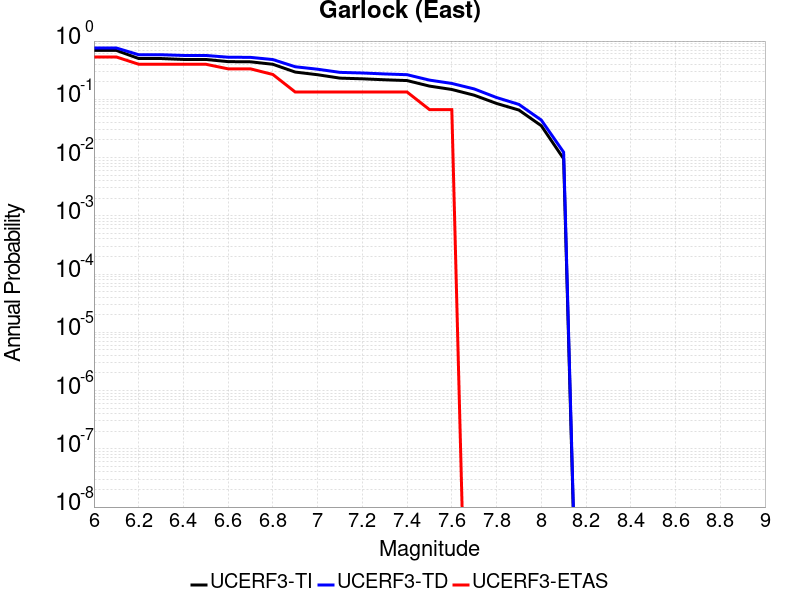 Garlock (East)
10^0
10^-1
10^-2
10^-3
10^-4
10^-5
10^-6
10^-7
10^-8
Annual Probability
6 6.2 6.4 6.6 6.8 7 7.2 7.4 7.6 7.8 8 8.2 8.4 8.6 8.8 9
Magnitude
UCERF3-TI UCERF3-TD UCERF3-ETAS